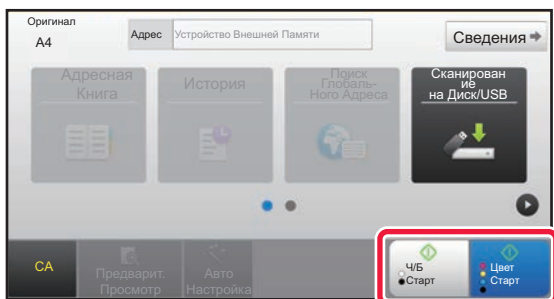 Оригинал
A4
Адрес
Устройство Внешней Памяти
Сведения
Адресная
Книга
История
Поиск
Глобаль-
Ного Адреса
Сканирован
ие
на Диск/USB
CA
Предварит.
Просмотр
Авто
Настройка
Ч/Б
Старт
Цвет
Старт